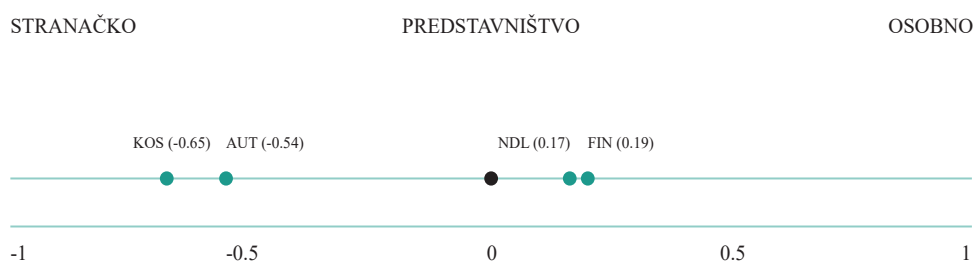 STRANAČKO PREDSTAVNIŠTVO OSOBNO
KOS (-0.65) AUT (-0.54) NDL (0.17) FIN (0.19)
-1 -0.5 0 0.5 1